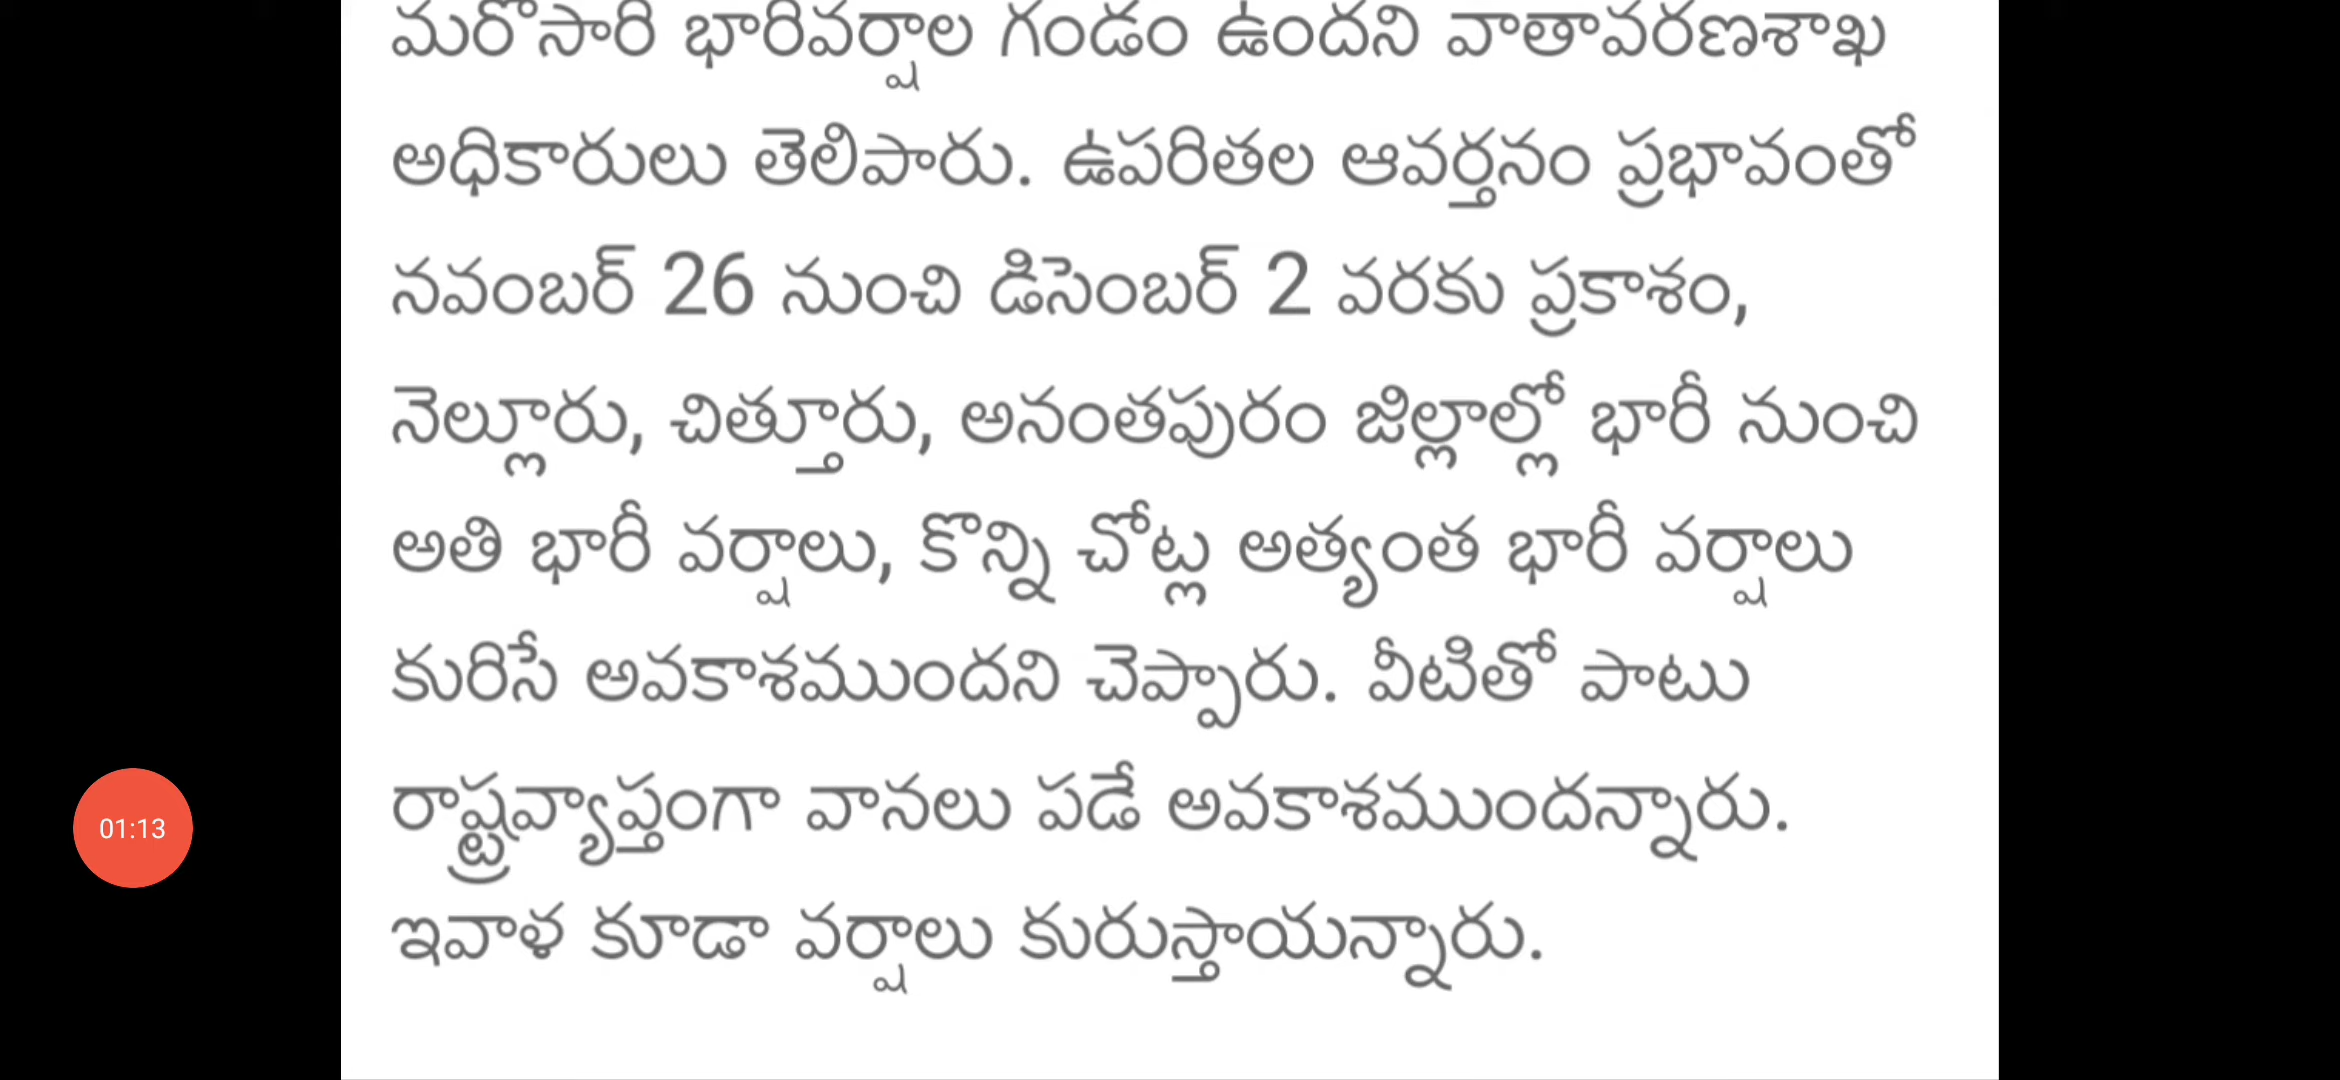 మరోసారి భారీవర్షాల గండం ఉందని వాతావరణశాఖ
అధికారులు తెలిపారు. ఉపరితల ఆవర్తనం ప్రభావంతో
నవంబర్ 26 నుంచి డిసెంబర్ 2 వరకు ప్రకాశం,
నెల్లూరు, చిత్తూరు, అనంతపురం జిల్లాల్లో భారీ నుంచి
అతి భారీ వర్షాలు, కొన్ని చోట్ల అత్యంత భారీ వర్షాలు
కురిసే అవకాశముందని చెప్పారు. వీటితో పాటు
రాష్ట్రవ్యాప్తంగా వానలు పడే అవకాశముందన్నారు.
01:13
ఇవాళ కూడా వర్షాలు కురుస్తాయన్నారు.